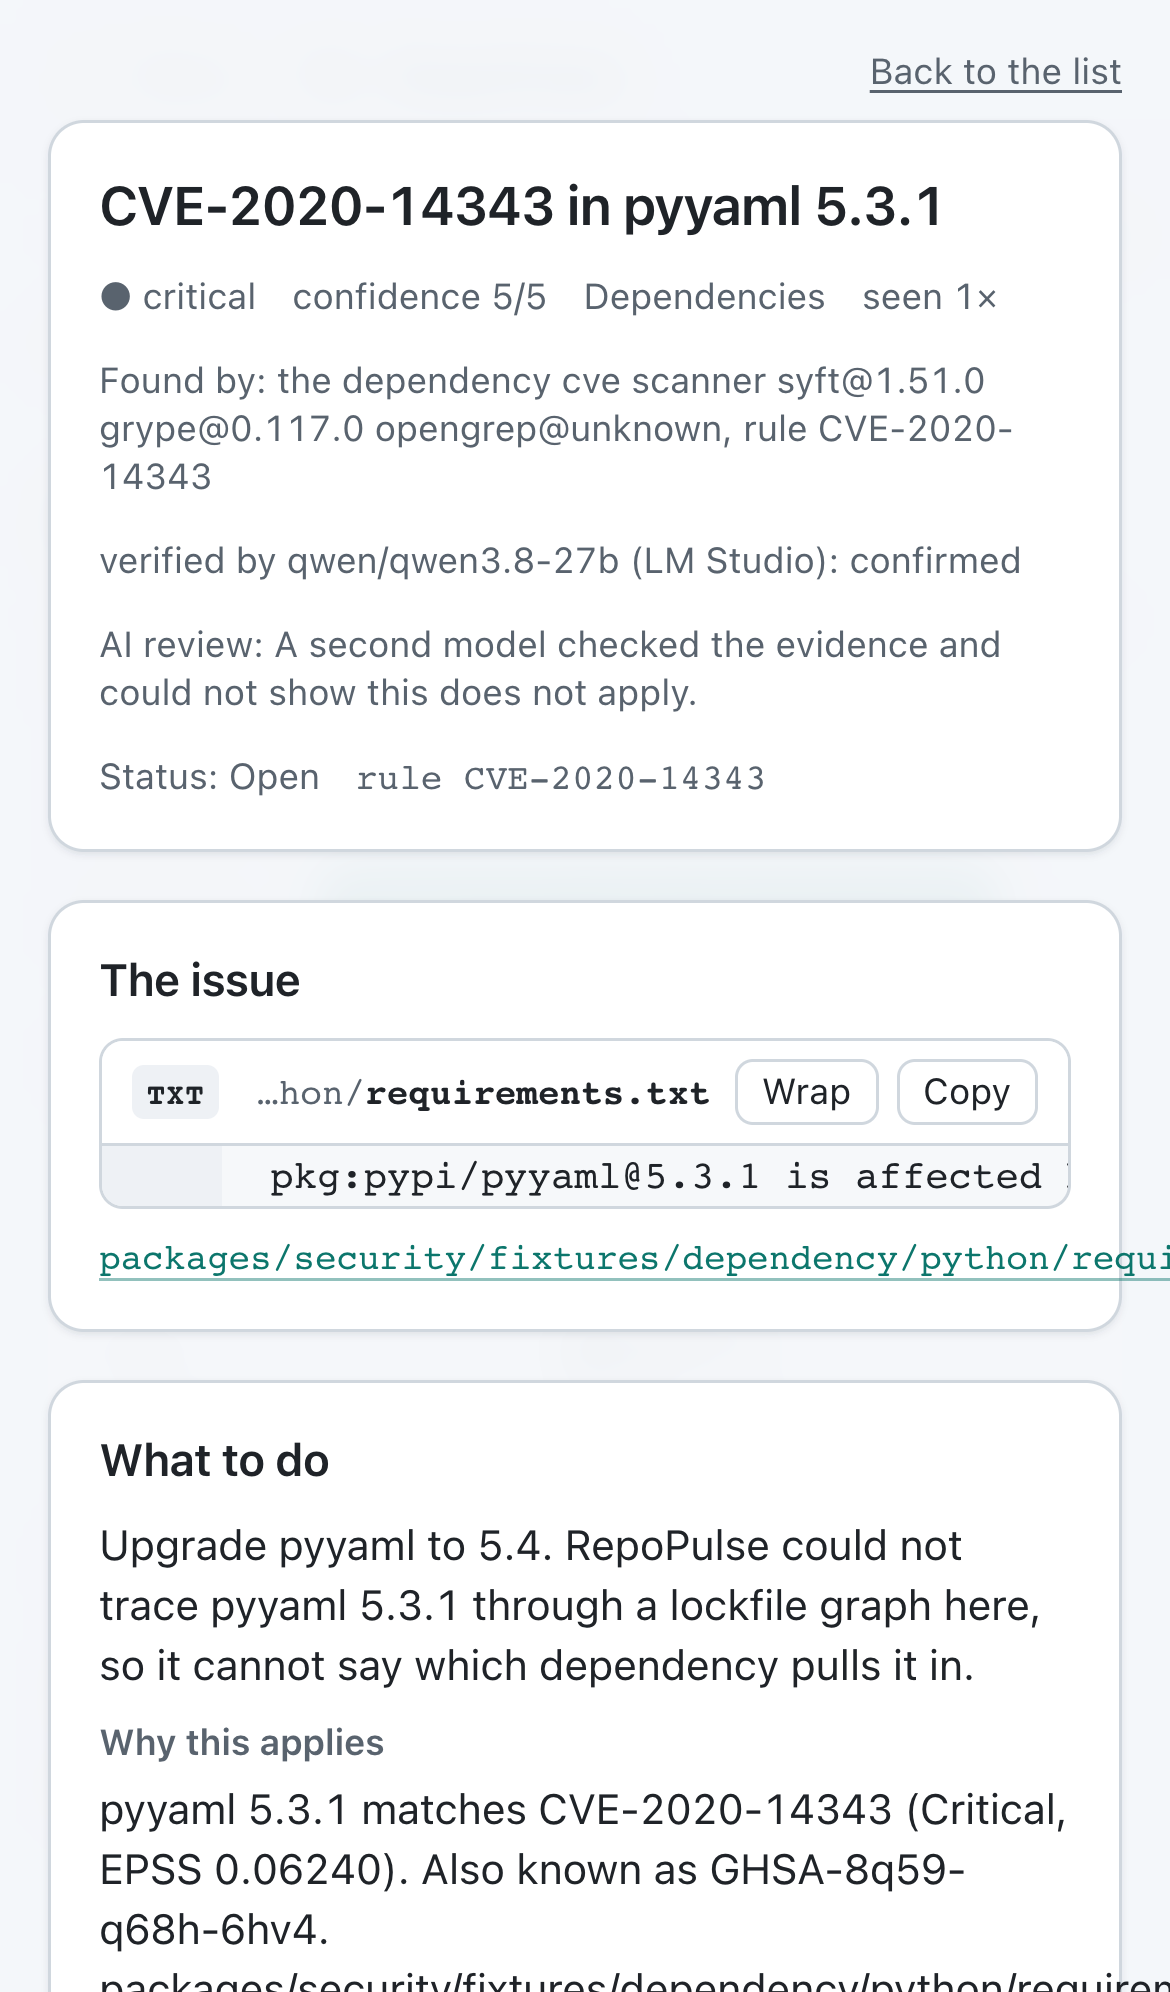 Back to the list
CVE-2020-14343 in pyyaml 5.3.1
critical confidence 5/5 Dependencies seen 1×
Found by: the dependency cve scanner syft@1.51.0
grype@0.117.0 opengrep@unknown, rule CVE-2020-
14343
verified by qwen/qwen3.8-27b (LM Studio): confirmed
AI review: A second model checked the evidence and
could not show this does not apply.
Status: Open rule CVE-2020-14343
The issue
TXT …hon/requirements.txt Wrap Copy
pkg:pypi/pyyaml@5.3.1 is affected
packages/security/fixtures/dependency/python/requi
What to do
Upgrade pyyaml to 5.4. RepoPulse could not
trace pyyaml 5.3.1 through a lockfile graph here,
so it cannot say which dependency pulls it in.
Why this applies
pyyaml 5.3.1 matches CVE-2020-14343 (Critical,
EPSS 0.06240). Also known as GHSA-8q59-
q68h-6hv4.
packages/security/fixtures/dependency/python/require